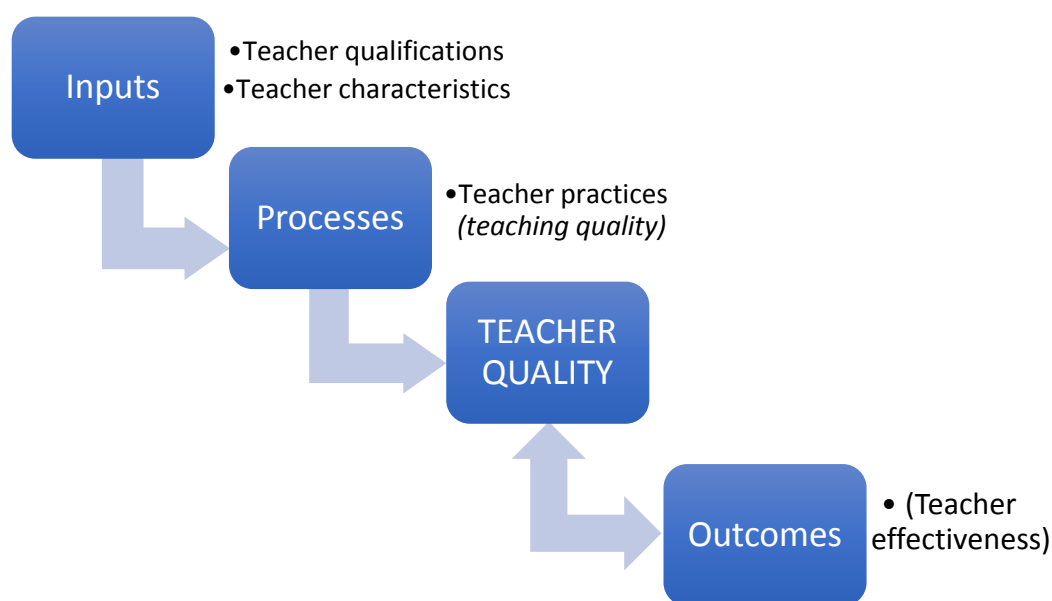 Inputs
•Teacher qualifications
•Teacher characteristics
Processes
•Teacher practices
(teaching quality)
TEACHER
QUALITY
Outcomes
• (Teacher
effectiveness)